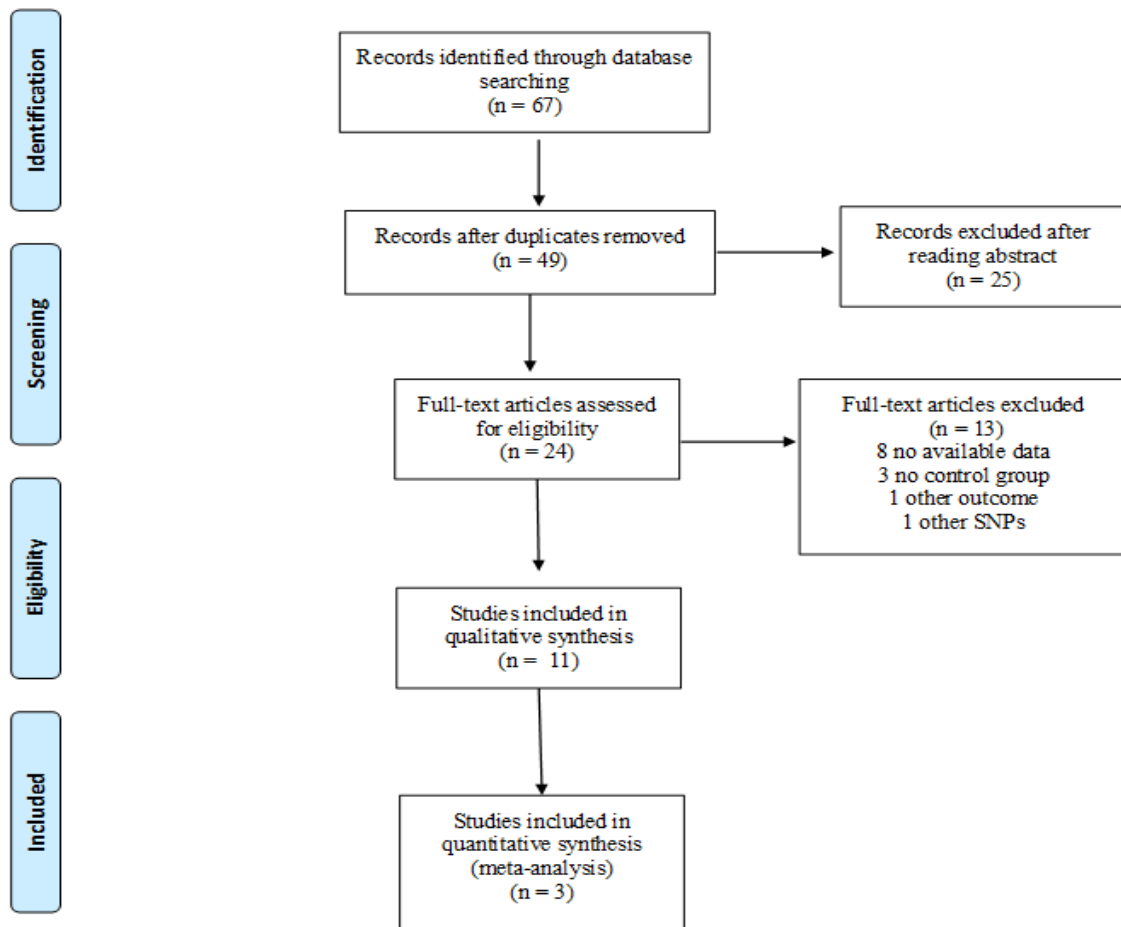 Identification
Records identified through database
searching
(n = 67)
Records after duplicates removed
(n = 49)
Records excluded after
reading abstract
(n = 25)
Screening
Full-text articles assessed
for eligibility
(n = 24)
Full-text articles excluded
(n = 13)
8 no available data
3 no control group
1 other outcome
1 other SNPs
Eligibility
Studies included in
qualitative synthesis
(n = 11)
Included
Studies included in
quantitative synthesis
(meta-analysis)
(n = 3)